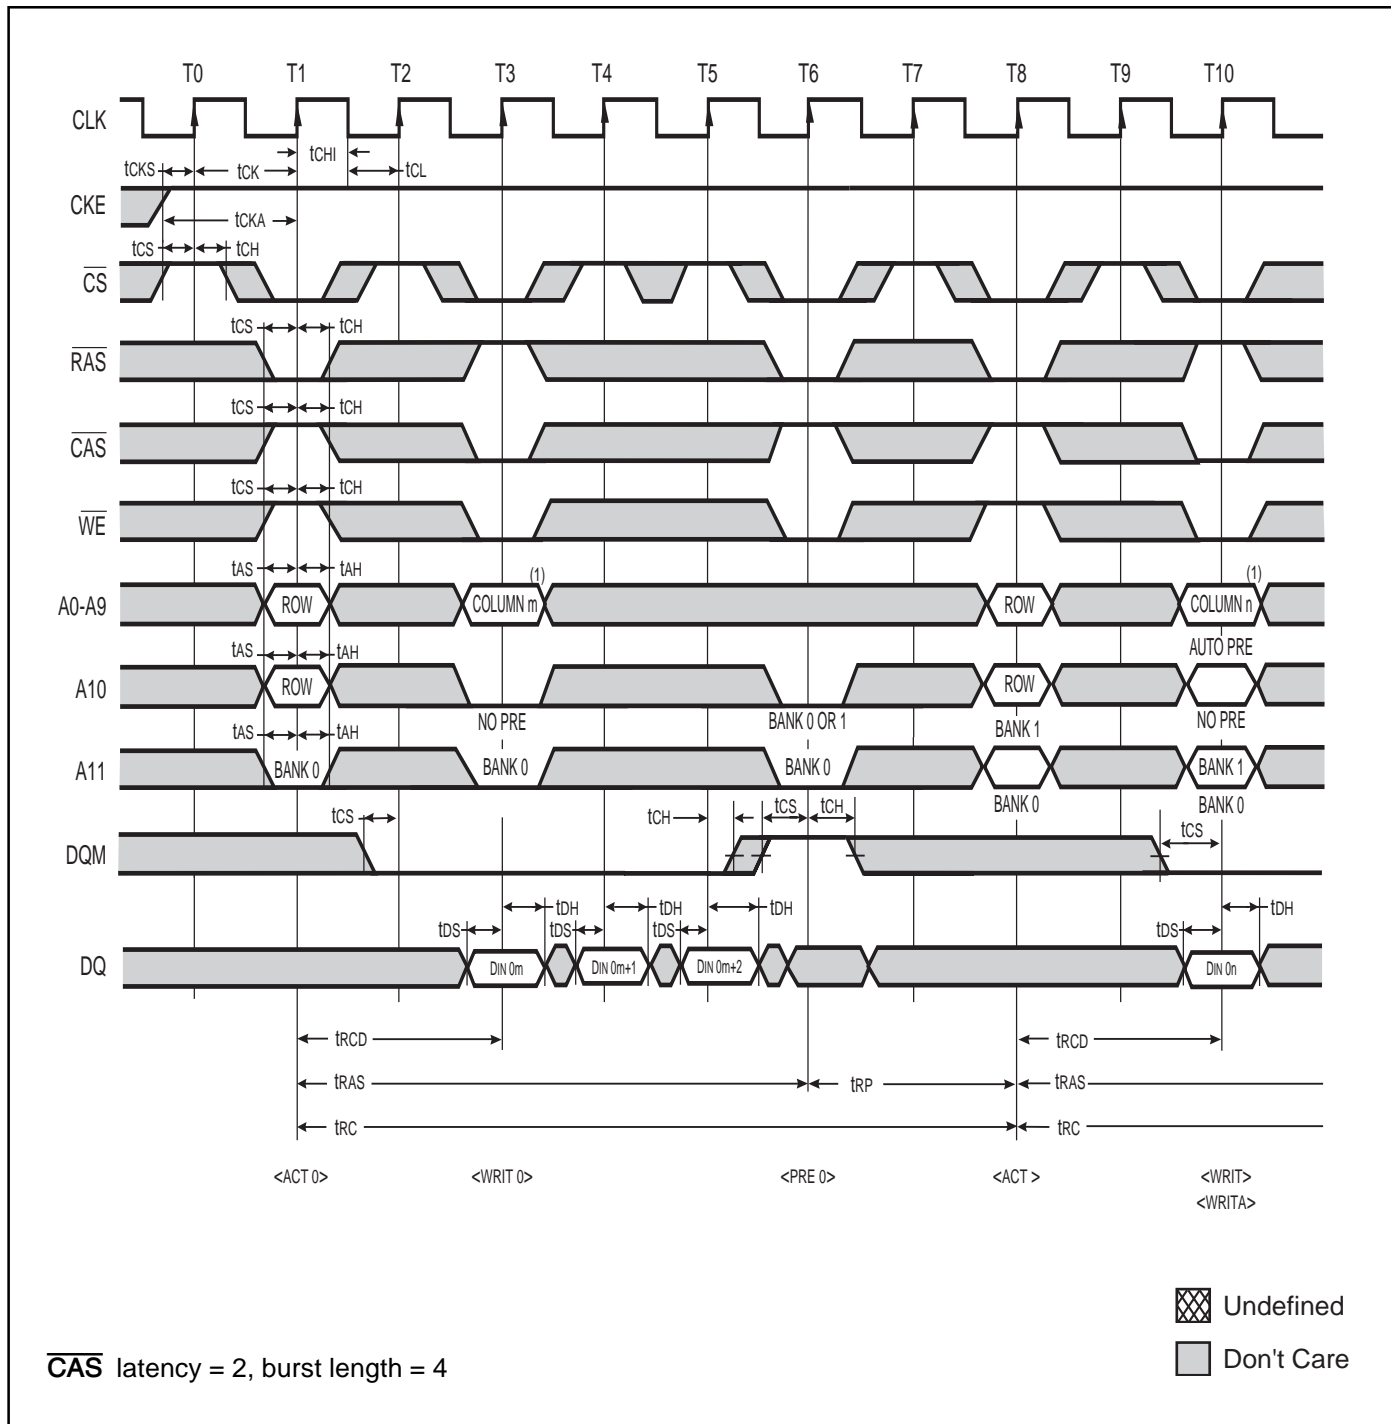 T0 T1 T2 T3 T4 T5 T6 T7 T8 T9 T10
CLK
tCHI
tCKS tCK tCL
CKE
tCKA
tCS tCH
CS
tCS tCH
RAS
tCS tCH
CAS
tCS tCH
WE
tAS tAH (1) (1)
A0-A9 ROW COLUMN m ROW COLUMN n
tAS tAH AUTO PRE
A10 ROW ROW
NO PRE BANK 0 OR 1 BANK 1 NO PRE
tAS tAH
A11 BANK 0 BANK 0 BANK 0 BANK 1
BANK 0 BANK 0
tCS tCH tCS tCH tCS
DQM
tDH tDH tDH tDH
tDS tDS tDS tDS
DQ DIN 0m DIN 0m+1 DIN 0m+2 DIN 0n
tRCD tRCD
tRAS tRP tRAS
tRC tRC
<ACT 0> <WRIT 0> <PRE 0> <ACT > <WRIT>
<WRITA>
Undefined
Don't Care
CAS latency = 2, burst length = 4